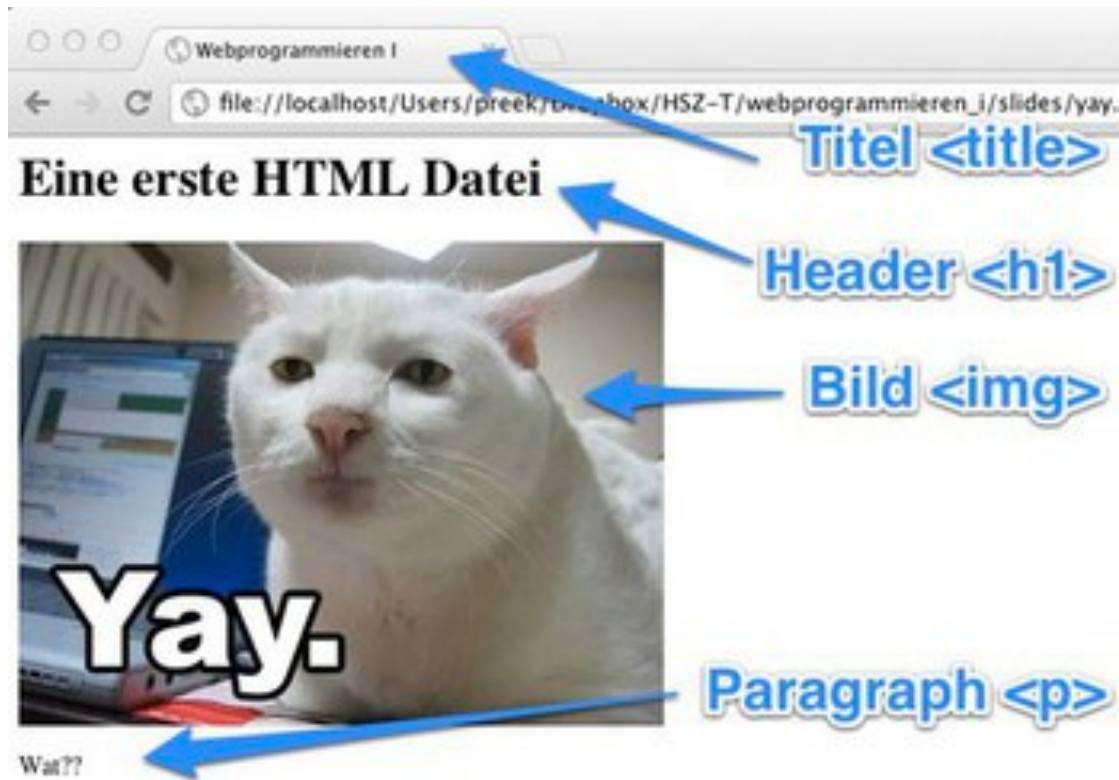 Webprogrammieren I
file://localhost/Users/preek/Dropbox/HSZ-T/webprogrammieren_i/slides/yay.
Titel <title>
Eine erste HTML Datei
Header <h1>
Bild <img>
Yay.
Paragraph <p>
Wat??